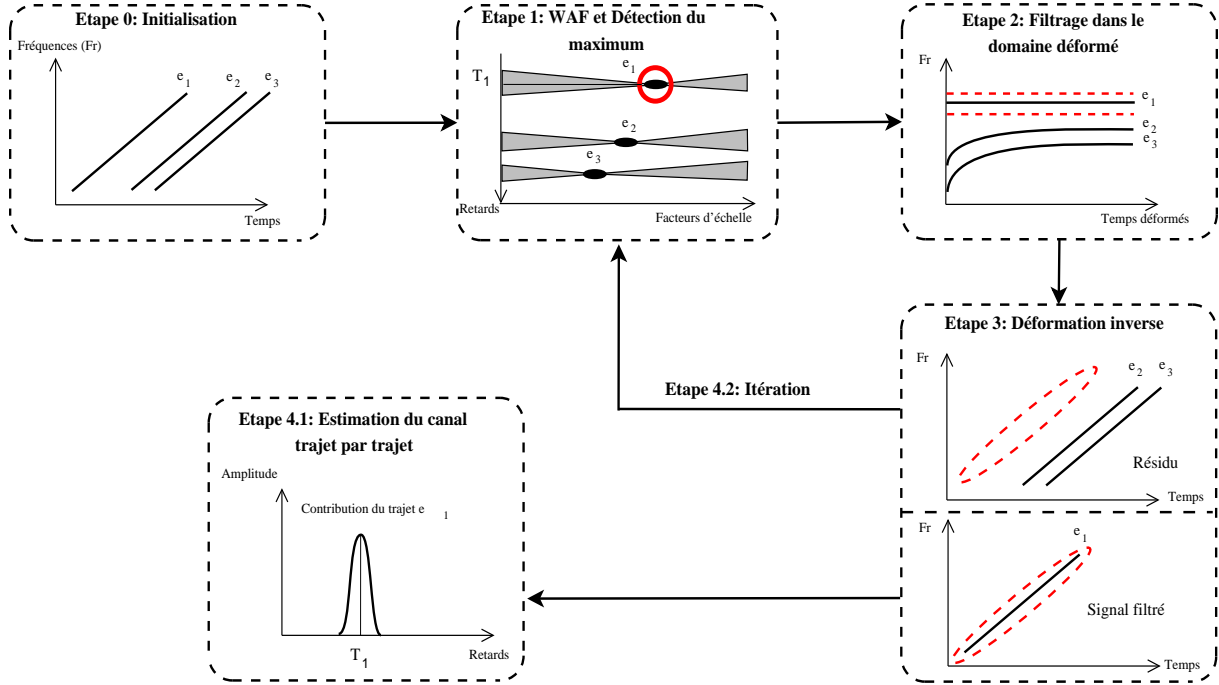 Etape 0: Initialisation
Fréquences (Fr)
e1
e2
e3
Temps
Etape 1: WAF et Détection du
maximum
e1
T1
e2
e3
Retards
Facteurs d'échelle
Etape 2: Filtrage dans le
domaine déformé
Fr
e1
e2
e3
Temps déformés
Etape 3: Déformation inverse
Fr
e2
e3
Résidu
Temps
Fr
e1
Signal filtré
Temps
Etape 4.2: Itération
Etape 4.1: Estimation du canal
trajet par trajet
Amplitude
Contribution du trajet e1
T1
Retards